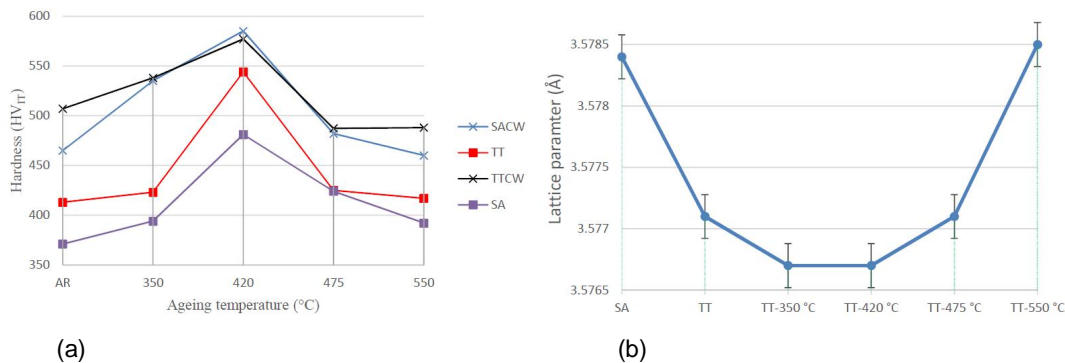 600
550
500
450
400
350
Hardness (HV_IT)
AR 350 420 475 550
Ageing temperature (°C)
SACW
TT
TTCW
SA
(a)
3.5785
3.578
3.5775
3.577
3.5765
Lattice paramter (Å)
SA TT TT-350 °C TT-420 °C TT-475 °C TT-550 °C
(b)